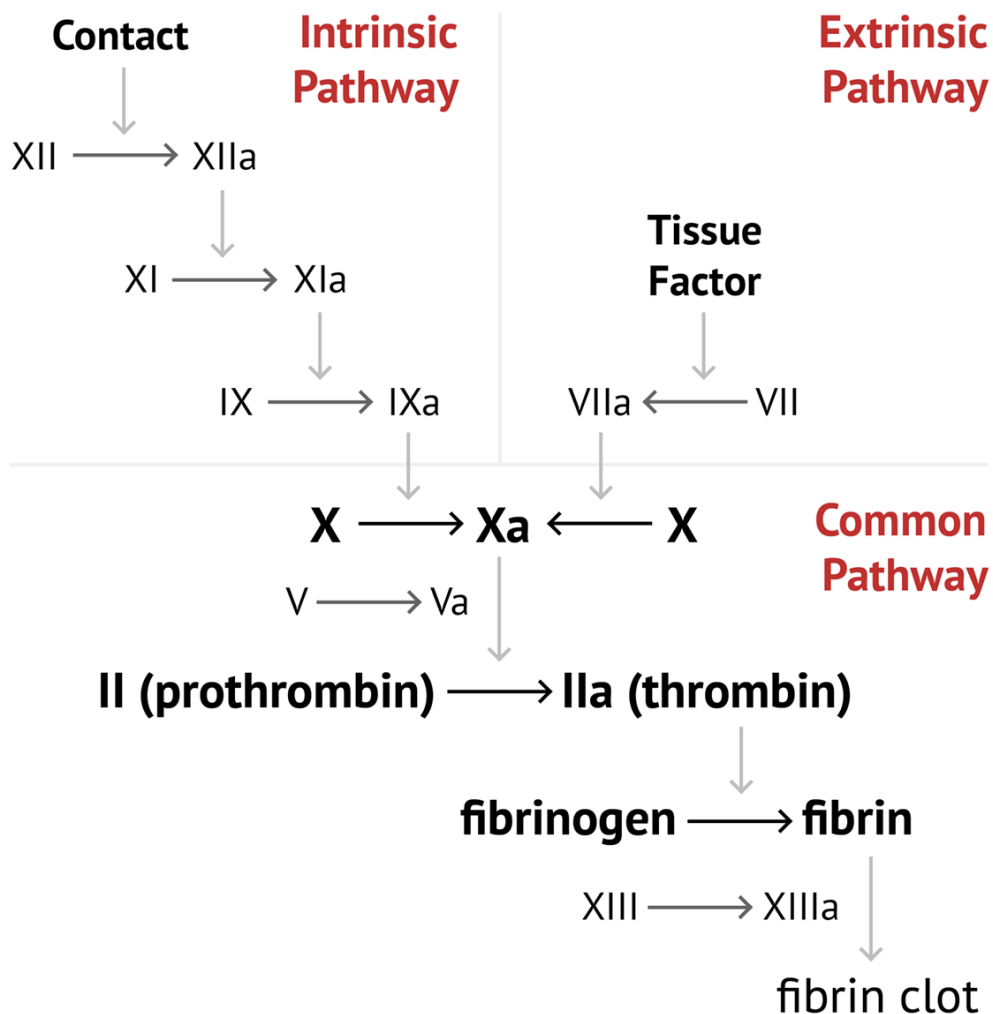 Contact
Intrinsic
Pathway
Extrinsic
Pathway
XII XIIa
Tissue
Factor
XI XIa
IX IXa VIIa VII
X Xa X
Common
Pathway
V Va
II (prothrombin) IIa (thrombin)
fibrinogen fibrin
XIII XIIIa
fibrin clot